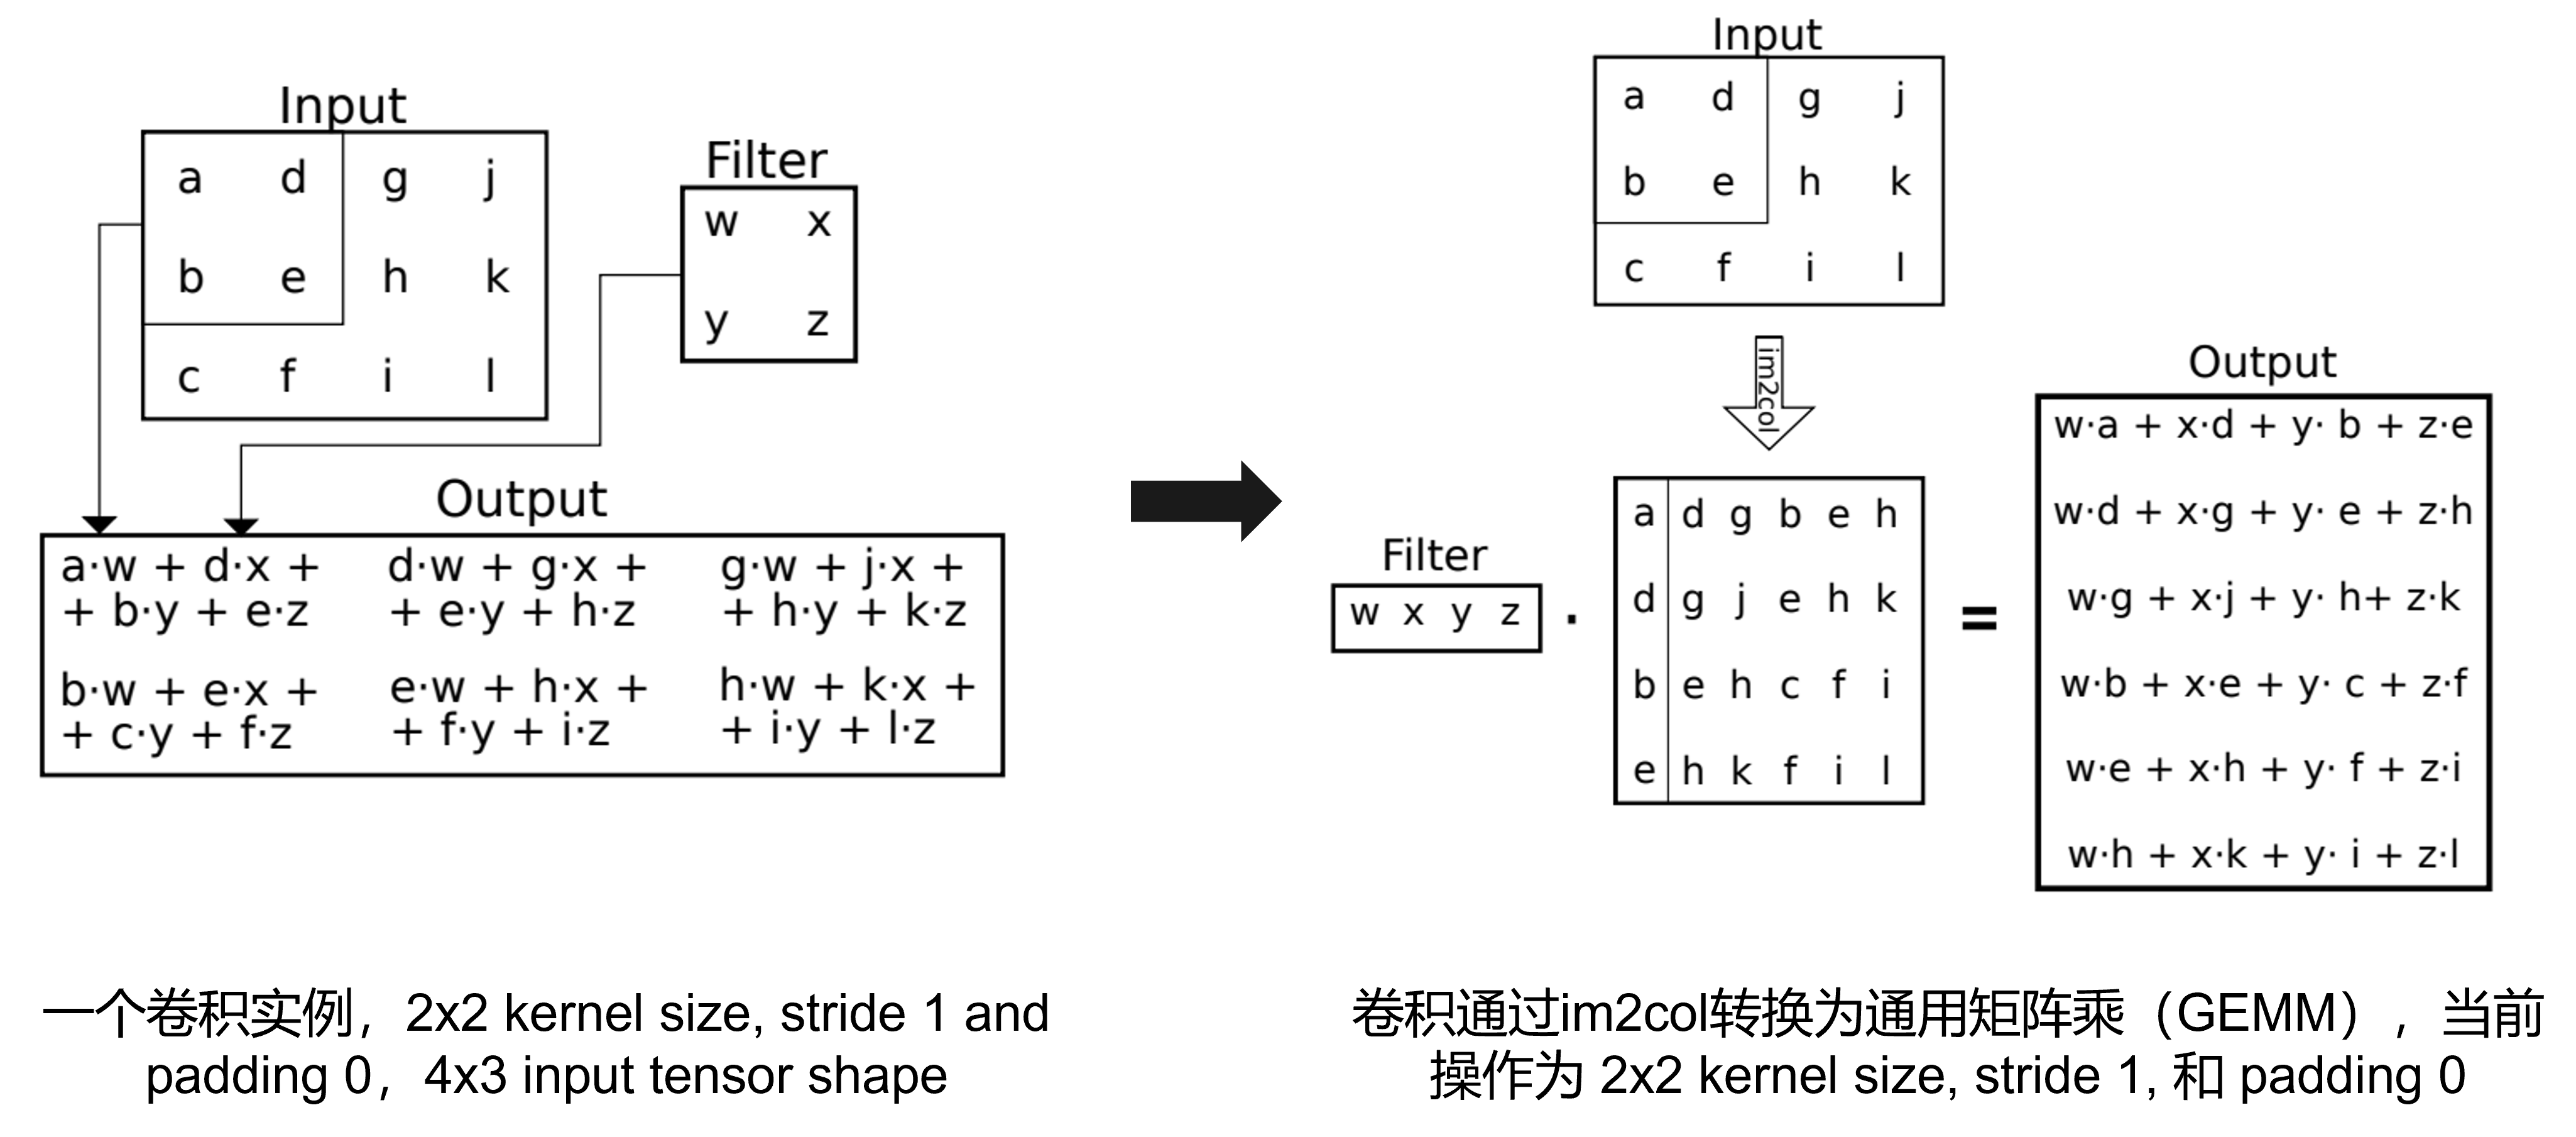 Input
a d g j
b e h k
c f i l
Filter
w x
y z
Output
a·w + d·x +
+ b·y + e·z
d·w + g·x +
+ e·y + h·z
g·w + j·x +
+ h·y + k·z
b·w + e·x +
+ c·y + f·z
e·w + h·x +
+ f·y + i·z
h·w + k·x +
+ i·y + l·z
一个卷积实例，2x2 kernel size, stride 1 and
padding 0，4x3 input tensor shape
Input
a d g j
b e h k
c f i l
im2col
Filter
w x y z
·
a d g b e h
d g j e h k
b e h c f i
e h k f i l
=
Output
w·a + x·d + y· b + z·e
w·d + x·g + y· e + z·h
w·g + x·j + y· h+ z·k
w·b + x·e + y· c + z·f
w·e + x·h + y· f + z·i
w·h + x·k + y· i + z·l
卷积通过im2col转换为通用矩阵乘（GEMM），当前
操作为 2x2 kernel size, stride 1, 和 padding 0